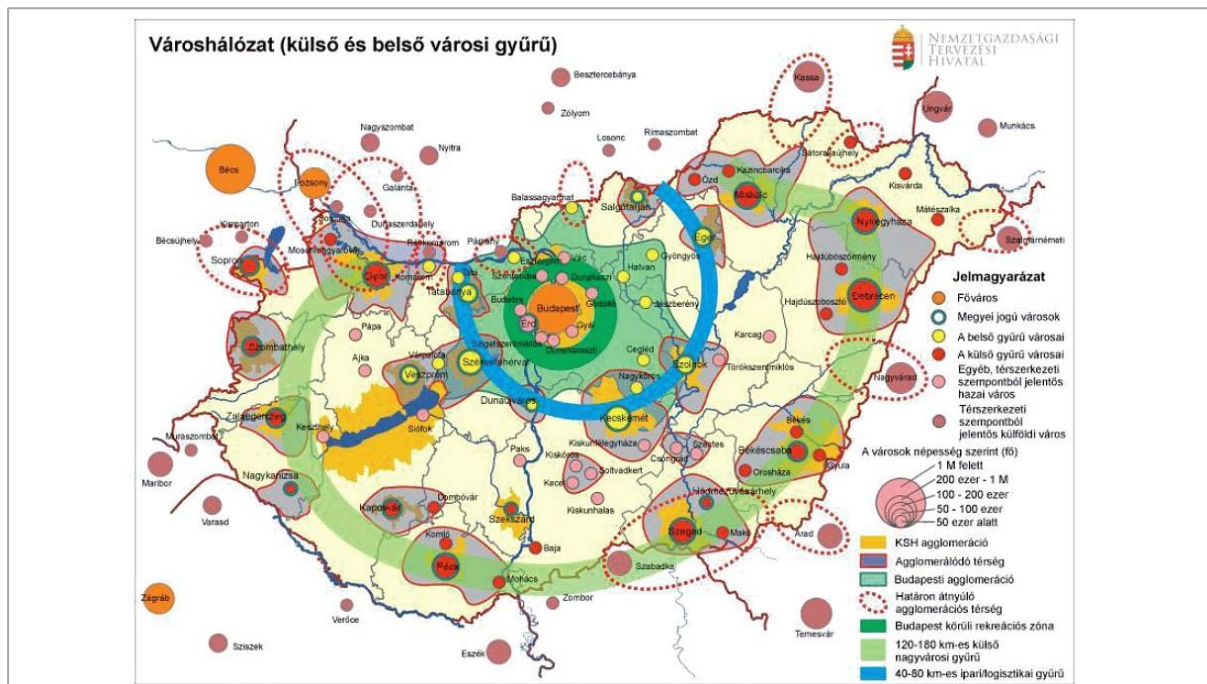 Városhálózat (külső és belső városi gyűrű)
NEMZETGAZDASÁGI
TERVEZÉSI
HIVATAL
Besztercebánya
Kassa
Zólyom
Ungvár
Munkács
Nagyszombat
Nyitra
Losonc
Rimaszombat
Bécs
Pozsony
Galánta
Dunaszerdahely
Sátoraljaújhely
Kazincbarcika
Ózd
Miskolc
Kisvárda
Mátészalka
Nyíregyháza
Szatmárnémeti
Balassagyarmat
Salgótarján
Kismarton
Bécsújhely
Sopron
Mosonmagyaróvár
Révkomárom
Párkány
Győr
Komárom
Esztergom
Vác
Eger
Gyöngyös
Hatvan
Hajdúböszörmény
Hajdúszoboszló
Debrecen
Tata
Tatabánya
Szentendre
Dunakeszi
Gödöllő
Jászberény
Budaörs
Budapest
Érd
Gyál
Szigetszentmiklós
Dunaharaszti
Pápa
Ajka
Szombathely
Várpalota
Veszprém
Székesfehérvár
Cegléd
Nagykőrös
Szolnok
Karcag
Törökszentmiklós
Nagyvárad
Zalaegerszeg
Keszthely
Siófok
Dunaújváros
Kecskemét
Kiskunfélegyháza
Csongrád
Szentes
Békés
Békéscsaba
Gyula
Orosháza
Muraszombat
Maribor
Nagykanizsa
Varasd
Paks
Kiskőrös
Soltvadkert
Kecel
Kiskunhalas
Hódmezővásárhely
Kaposvár
Dombóvár
Szekszárd
Baja
Szeged
Makó
Arad
Komló
Pécs
Mohács
Szabadka
Zágráb
Verőce
Zombor
Temesvár
Sziszek
Eszék
Jelmagyarázat
Főváros
Megyei jogú városok
A belső gyűrű városai
A külső gyűrű városai
Egyéb, térszerkezeti
szempontból jelentős
hazai város
Térszerkezeti
szempontból
jelentős külföldi város
A városok népesség szerint (fő)
1 M felett
200 ezer - 1 M
100 - 200 ezer
50 - 100 ezer
50 ezer alatt
KSH agglomeráció
Agglomerálódó térség
Budapesti agglomeráció
Határon átnyúló
agglomerációs térség
Budapest körüli rekreációs zóna
120-180 km-es külső
nagyvárosi gyűrű
40-80 km-es ipari/logisztikai gyűrű